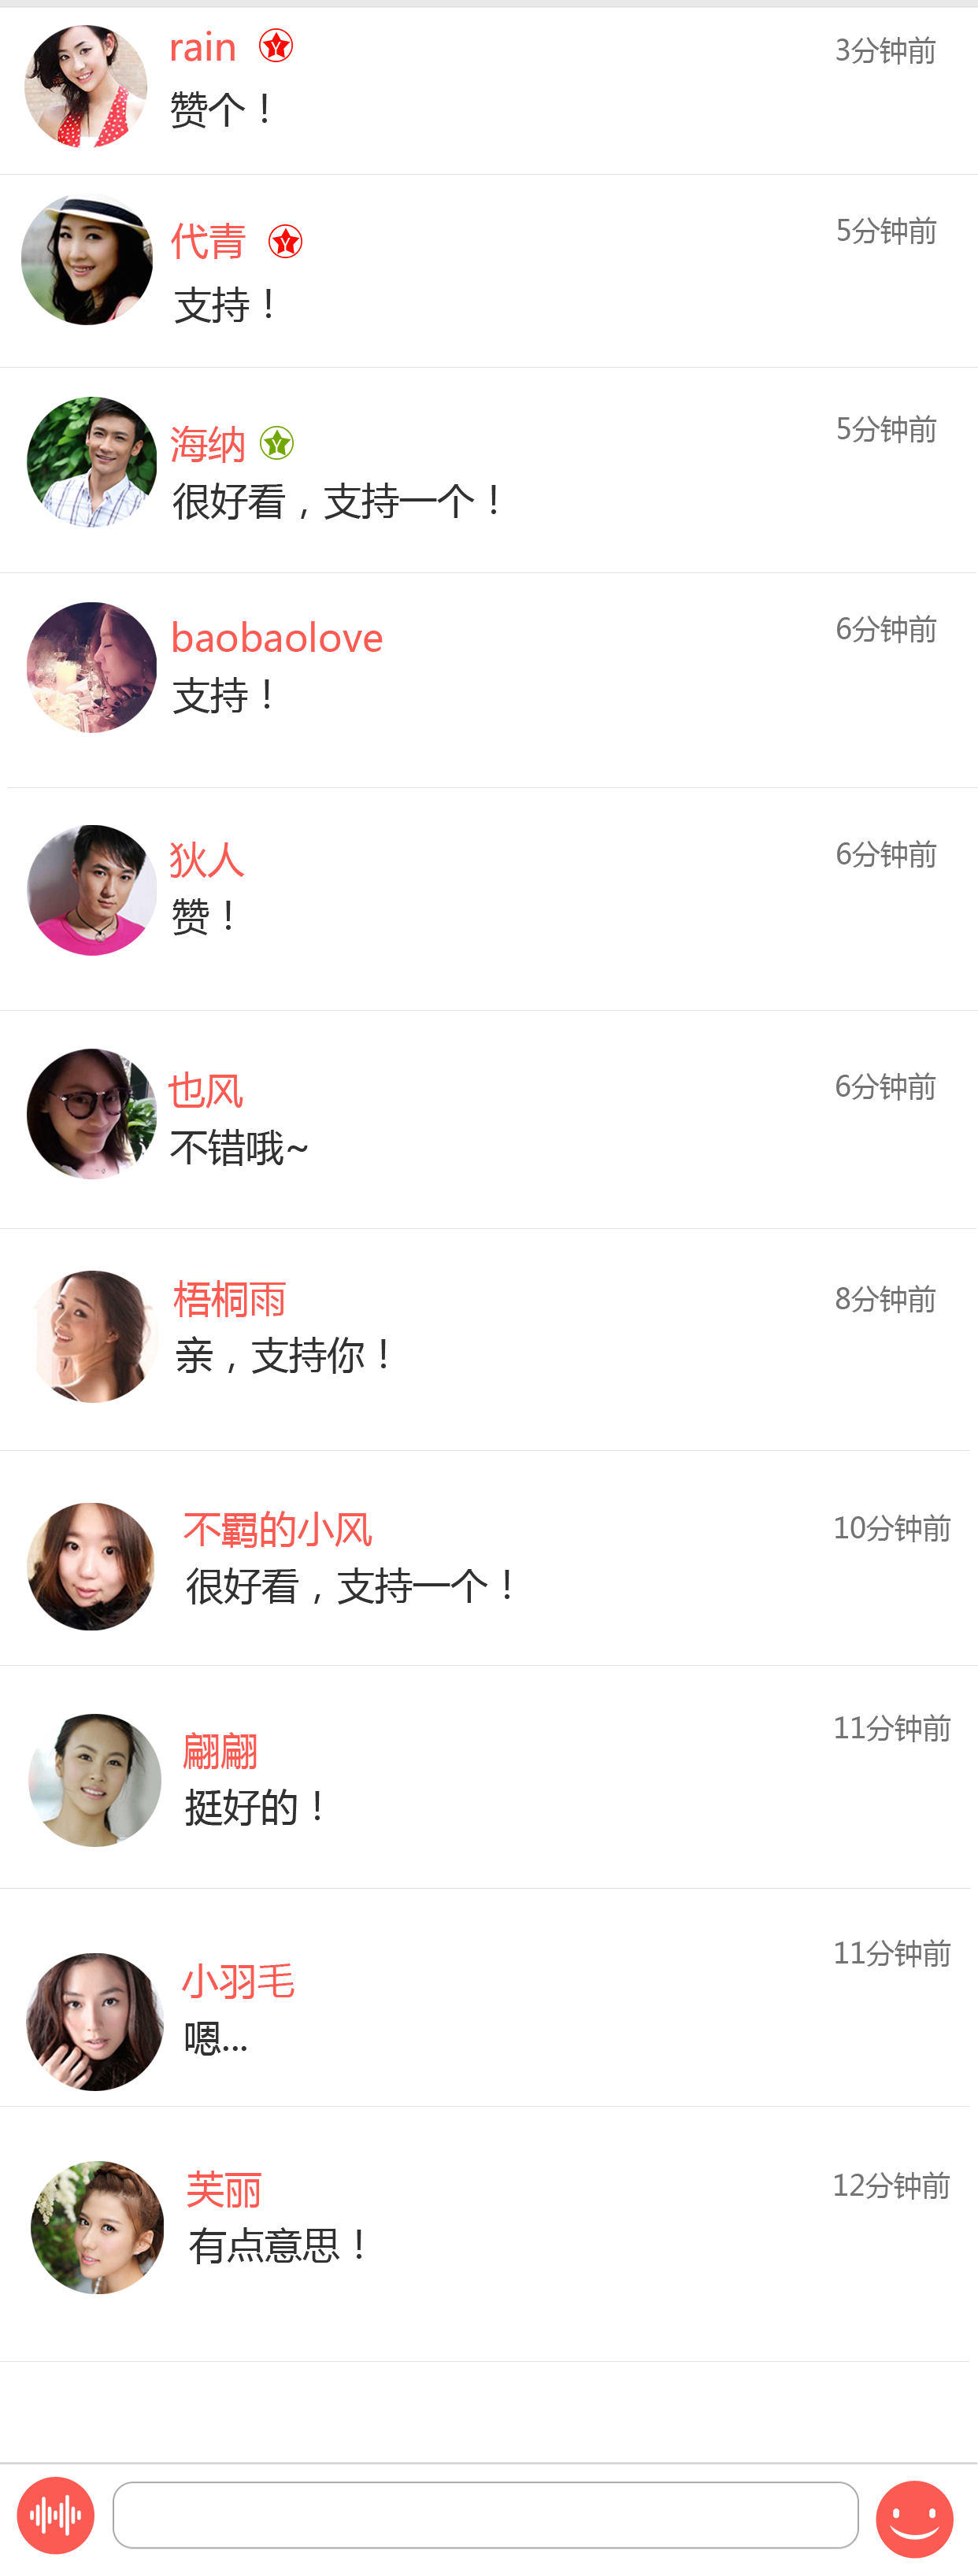 rain
3分钟前
赞个！
代青
5分钟前
支持！
海纳
5分钟前
很好看，支持一个！
baobaolove
6分钟前
支持！
狄人
6分钟前
赞！
也风
6分钟前
不错哦~
梧桐雨
8分钟前
亲，支持你！
不羁的小风
10分钟前
很好看，支持一个！
翩翩
11分钟前
挺好的！
小羽毛
11分钟前
嗯...
芙丽
12分钟前
有点意思！